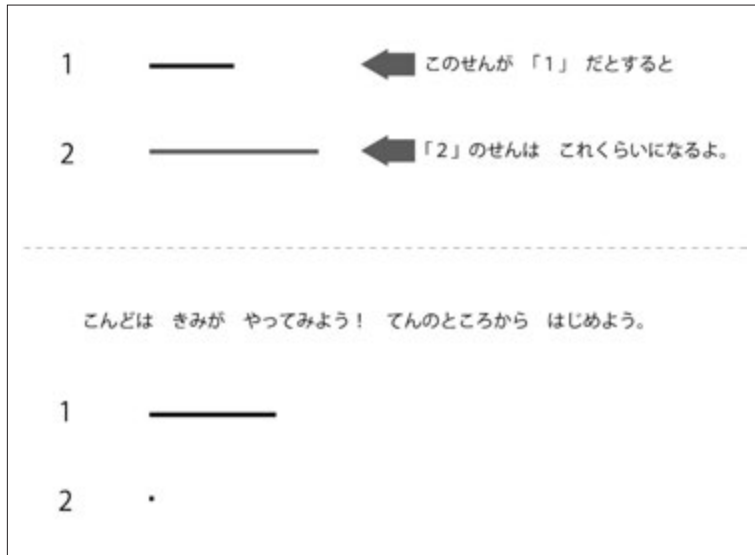 1 このせんが 「1」 だとすると
2 「2」のせんは これくらいになるよ。
こんどは きみが やってみよう！ てんのところから はじめよう。
1
2